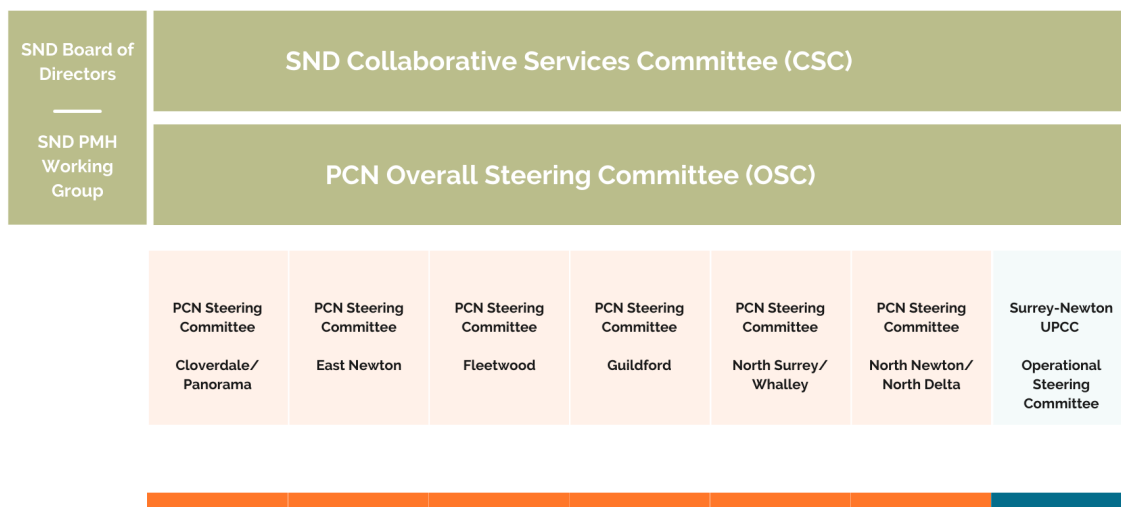 SND Board of
Directors
SND PMH
Working
Group
SND Collaborative Services Committee (CSC)
PCN Overall Steering Committee (OSC)
PCN Steering
Committee
Cloverdale/
Panorama
PCN Steering
Committee
East Newton
PCN Steering
Committee
Fleetwood
PCN Steering
Committee
Guildford
PCN Steering
Committee
North Surrey/
Whalley
PCN Steering
Committee
North Newton/
North Delta
Surrey-Newton
UPCC
Operational
Steering
Committee